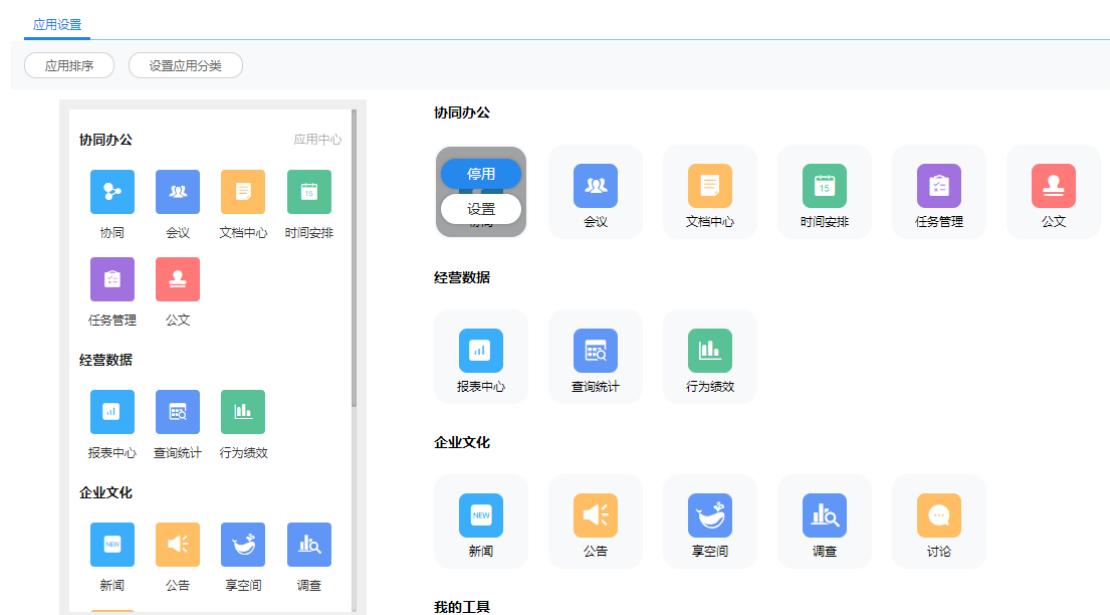 应用设置
应用排序 设置应用分类
协同办公 应用中心
协同 会议 文档中心 时间安排
任务管理 公文
经营数据
报表中心 查询统计 行为绩效
企业文化
NEW
新闻 公告 享空间 调查
协同办公
停用
设置
15
协同 会议 文档中心 时间安排 任务管理 公文
经营数据
报表中心 查询统计 行为绩效
企业文化
NEW
新闻 公告 享空间 调查 讨论
我的工具